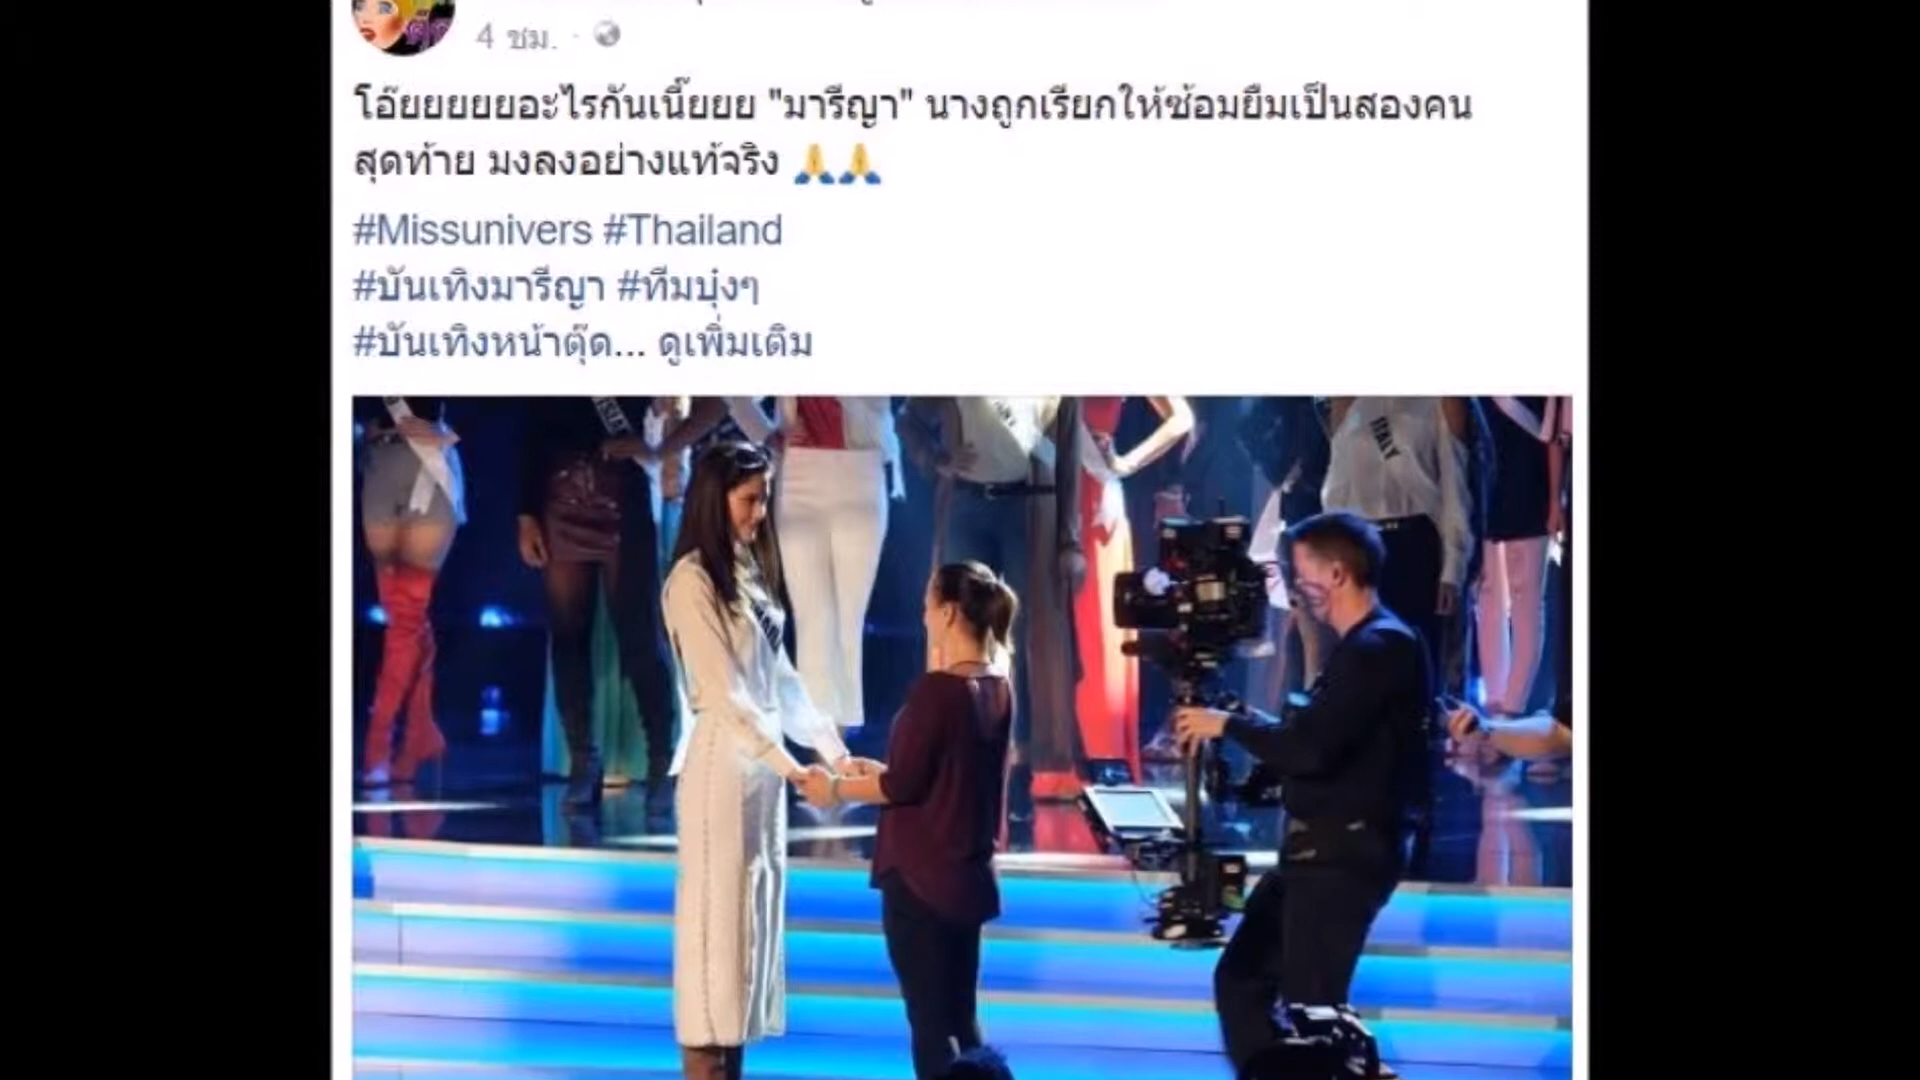 4 ชม.
โอ๊ยยยยยอะไรกันเนี๊ยยย "มารีญา" นางถูกเรียกให้ซ้อมยืมเป็นสองคน
สุดท้าย มงลงอย่างแท้จริง 🙏🙏
#Missunivers #Thailand
#บันเทิงมารีญา #ทีมบุ๋งๆ
#บันเทิงหน้าตุ๊ด... ดูเพิ่มเติม
ITALY